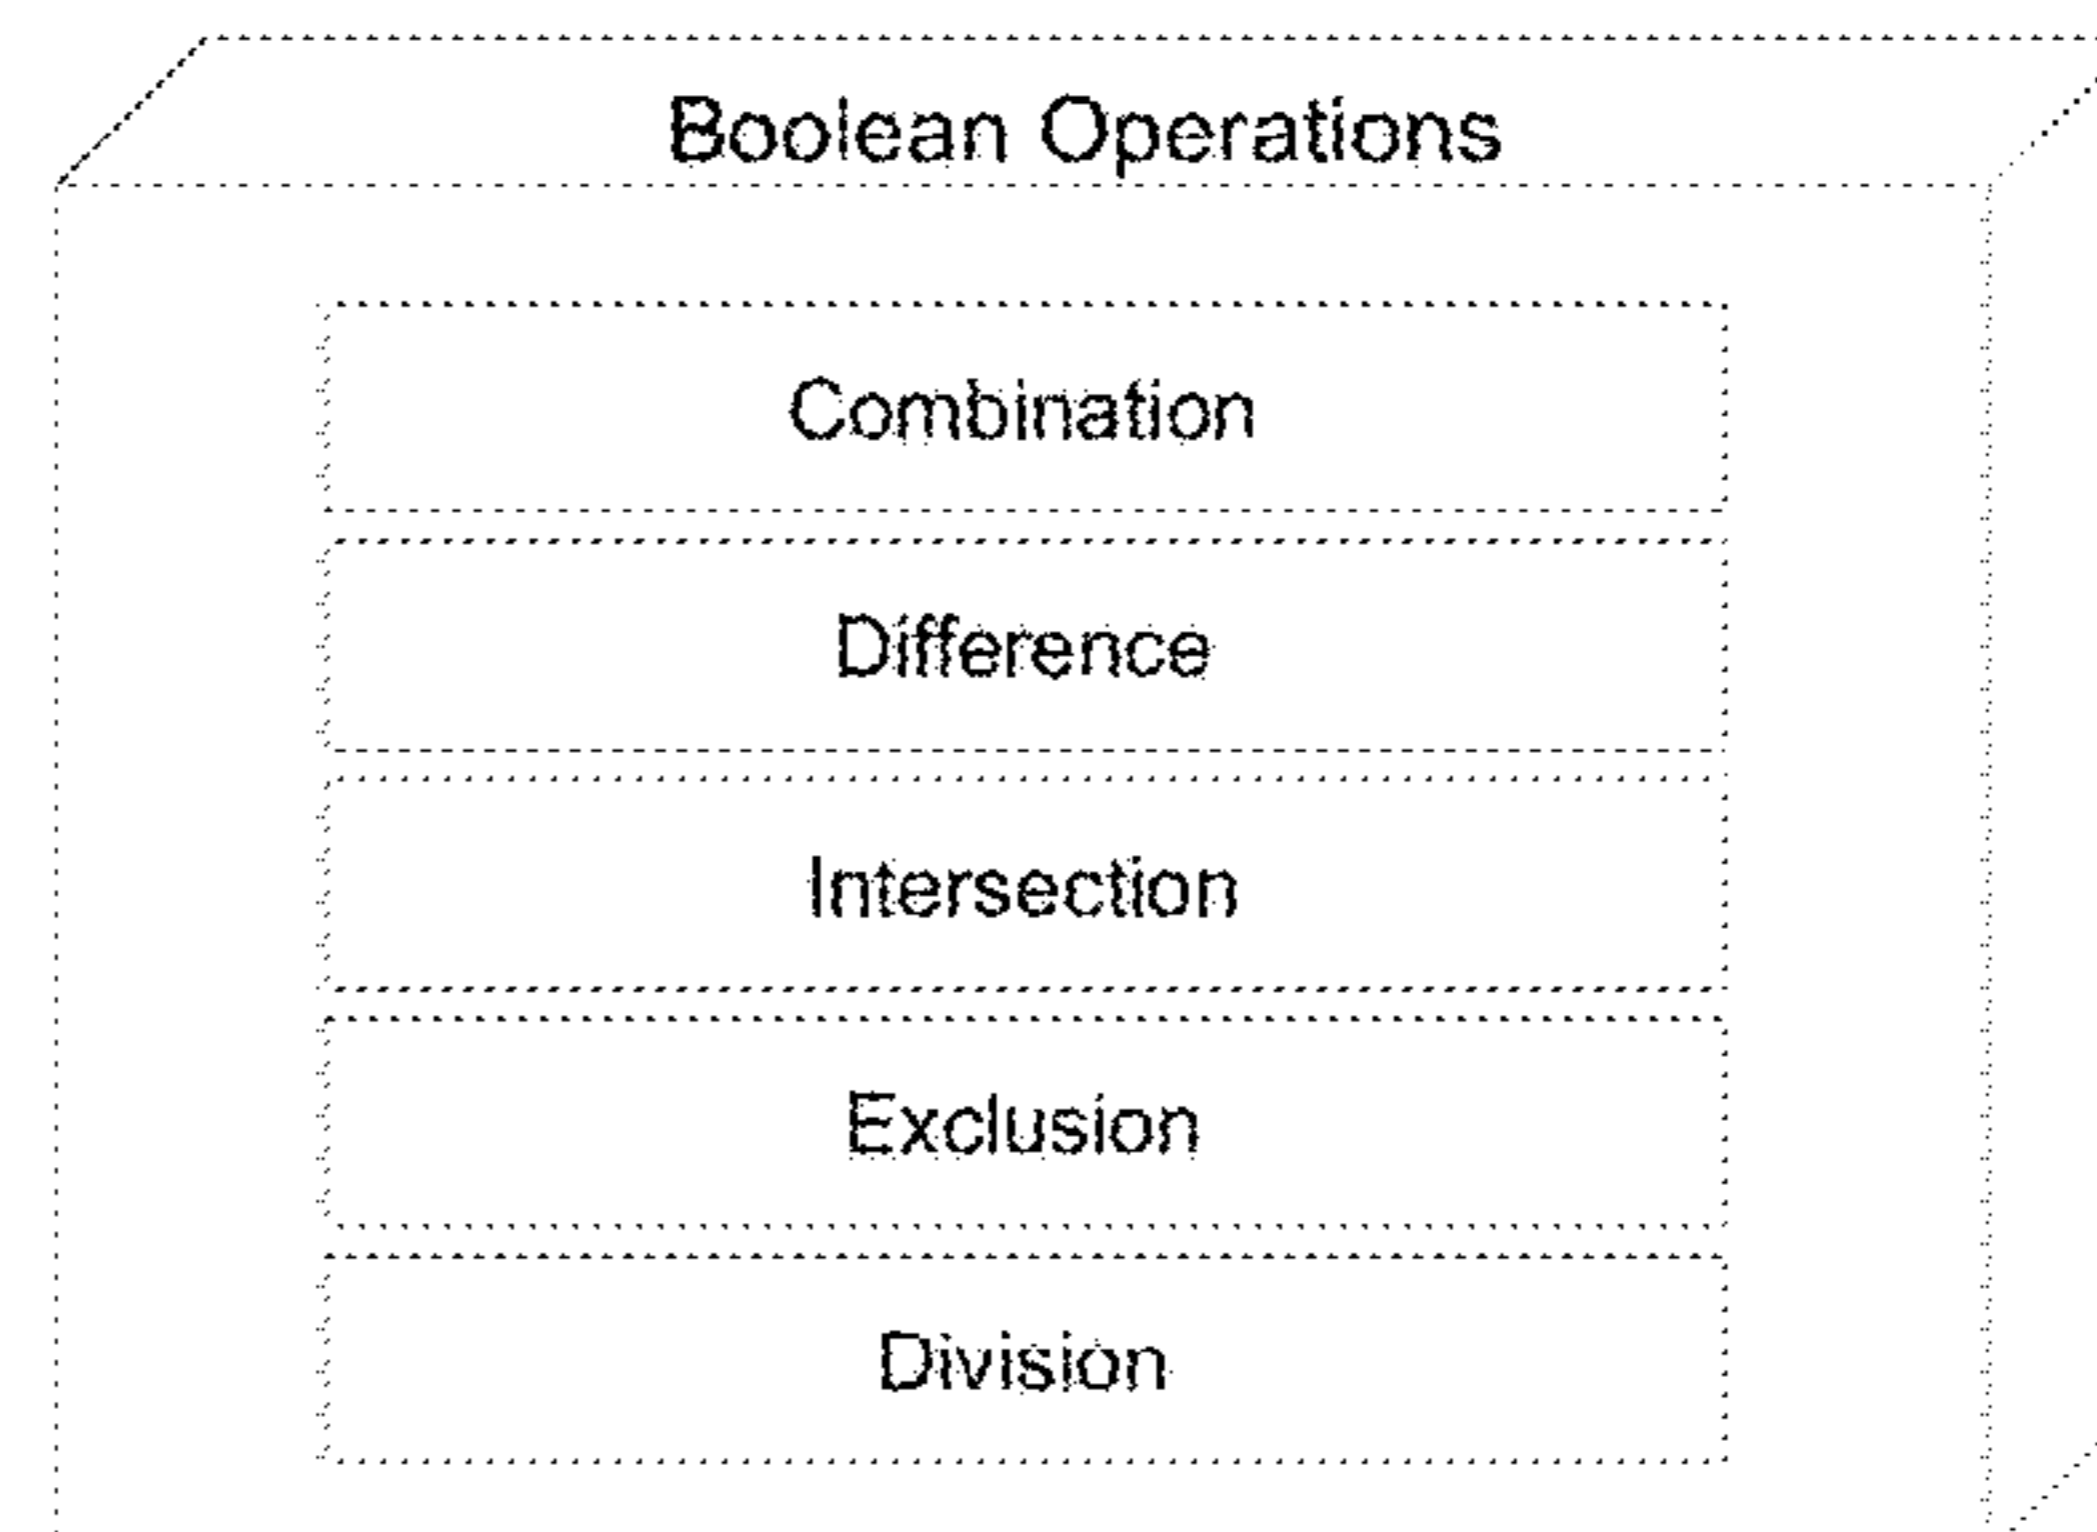 Boolean Operations
Combination
Difference
Intersection
Exclusion
Division